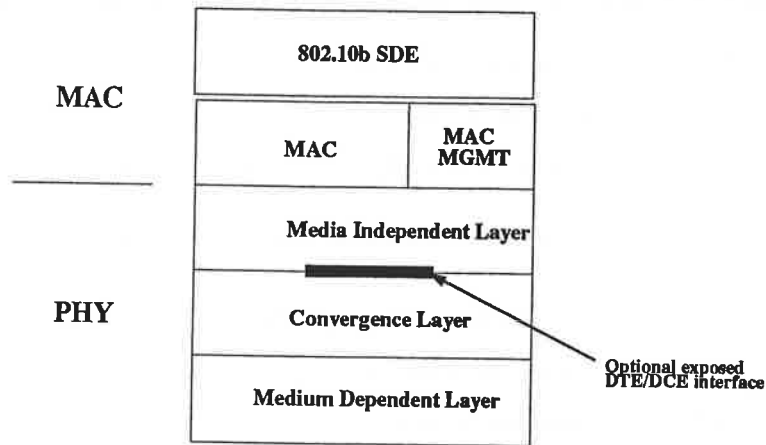 802.10b SDE
MAC
MAC
MAC
MGMT
Media Independent Layer
PHY
Convergence Layer
Optional exposed
DTE/DCE interface
Medium Dependent Layer